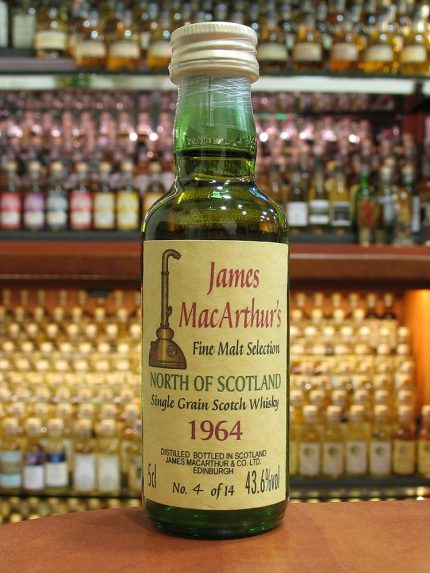 James
MacArthur's
Fine Malt Selection
NORTH OF SCOTLAND
Single Grain Scotch Whisky
1964
DISTILLED BOTTLED IN SCOTLAND
JAMES MACARTHUR & CO. LTD.
EDINBURGH
5cl No. 4 of 14 43.6%vol